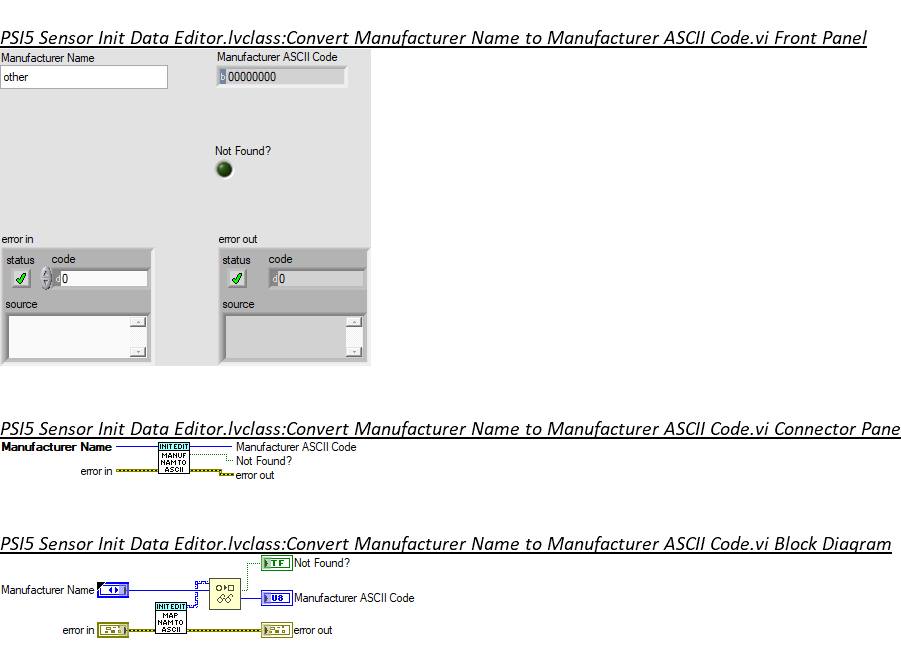 PSI5 Sensor Init Data Editor.lvclass:Convert Manufacturer Name to Manufacturer ASCII Code.vi Front Panel
Manufacturer Name
Manufacturer ASCII Code
other
b 00000000
Not Found?
error in
error out
status code
status code
d 0
d 0
source
source
PSI5 Sensor Init Data Editor.lvclass:Convert Manufacturer Name to Manufacturer ASCII Code.vi Connector Pane
Manufacturer Name
INIT EDIT
MANUF
NAM TO
ASCII
Manufacturer ASCII Code
Not Found?
error in
error out
PSI5 Sensor Init Data Editor.lvclass:Convert Manufacturer Name to Manufacturer ASCII Code.vi Block Diagram
TF Not Found?
Manufacturer Name
U8 Manufacturer ASCII Code
INIT EDIT
MAP
NAM TO
ASCII
error in
error out